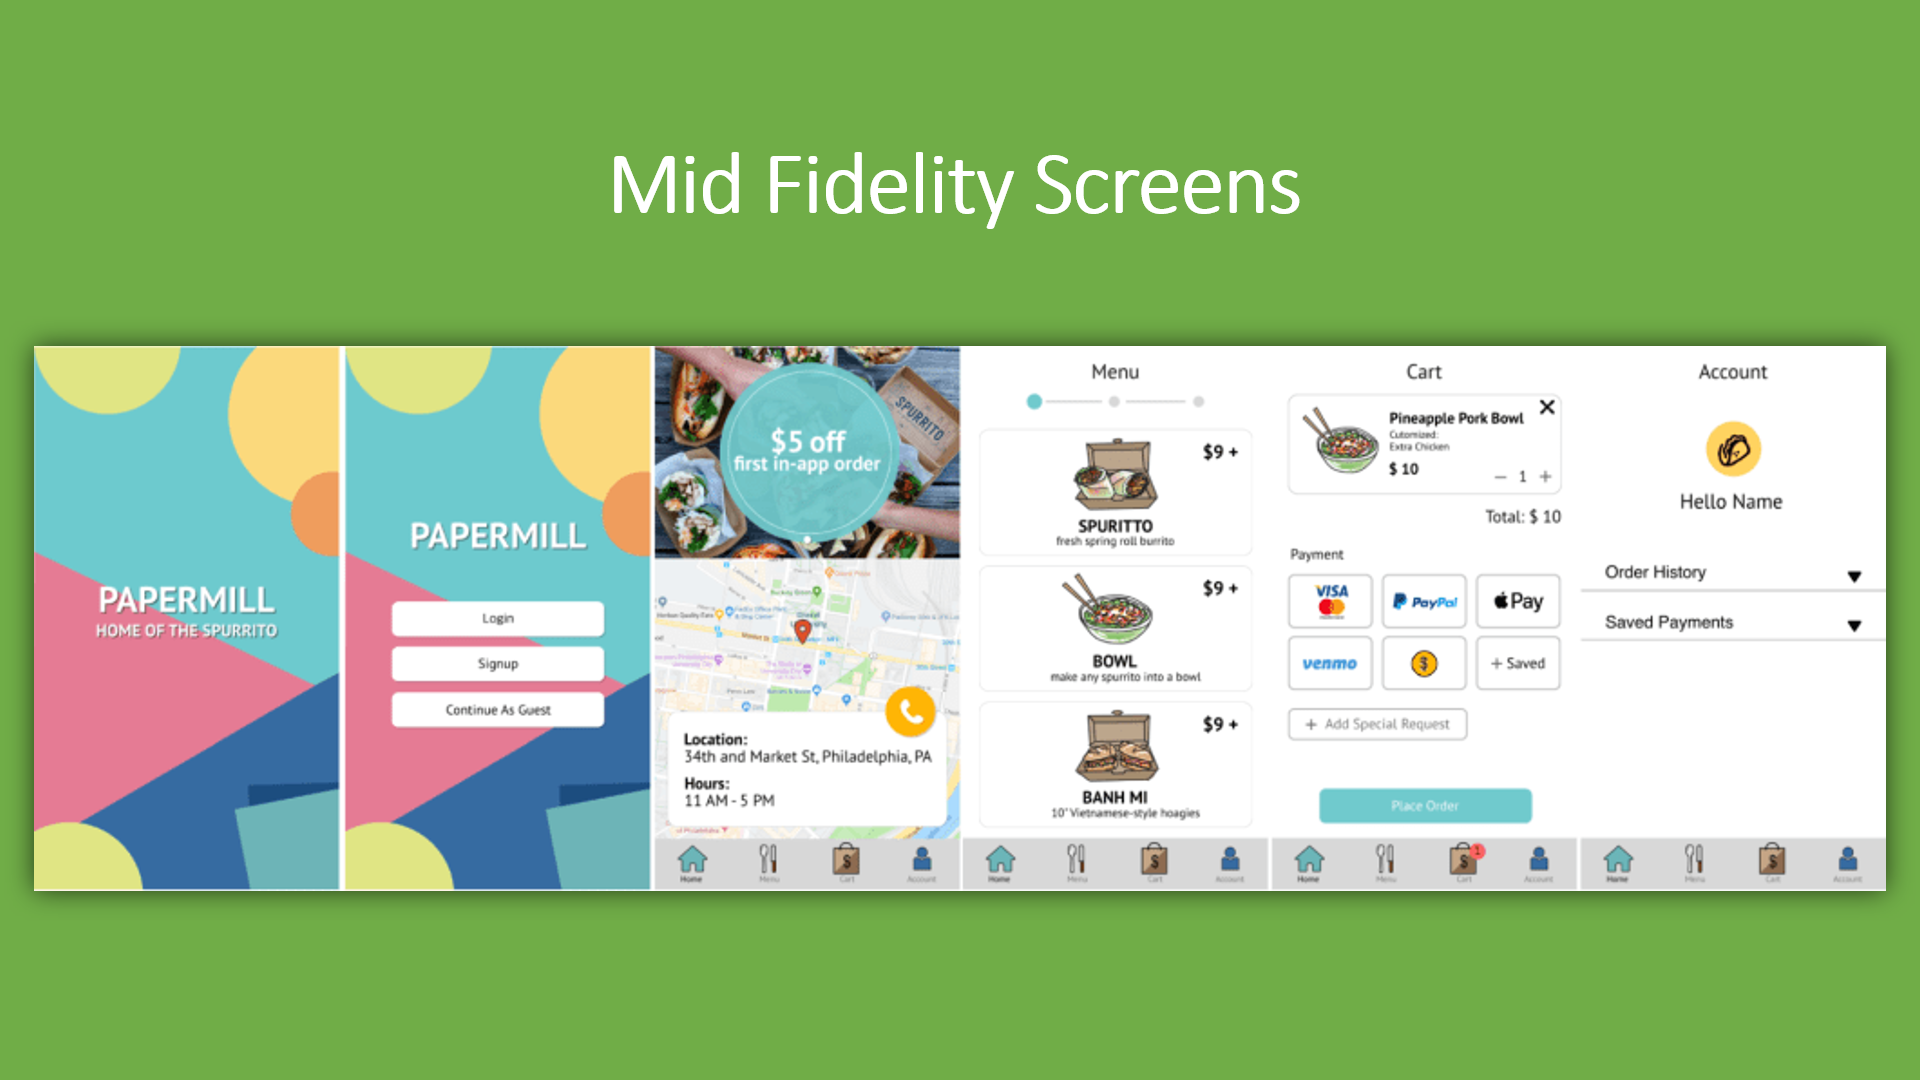 Mid Fidelity Screens
PAPERMILL
HOME OF THE SPURRITO
PAPERMILL
Login
Signup
Continue As Guest
SPURRITO
$5 off
first in-app order
Location:
34th and Market St, Philadelphia, PA
Hours:
11 AM - 5 PM
Home
Menu
Cart
Account
Menu
$9 +
SPURITTO
fresh spring roll burrito
$9 +
BOWL
make any spurrito into a bowl
$9 +
BANH MI
10" Vietnamese-style hoagies
Home
Menu
Cart
Account
Cart
Pineapple Pork Bowl
Cutomized:
Extra Chicken
$ 10
— 1 +
Total: $ 10
Payment
VISA
PayPal
Pay
venmo
$
+ Saved
+ Add Special Request
Place Order
1
Home
Menu
Cart
Account
Account
Hello Name
Order History
Saved Payments
Home
Menu
Cart
Account